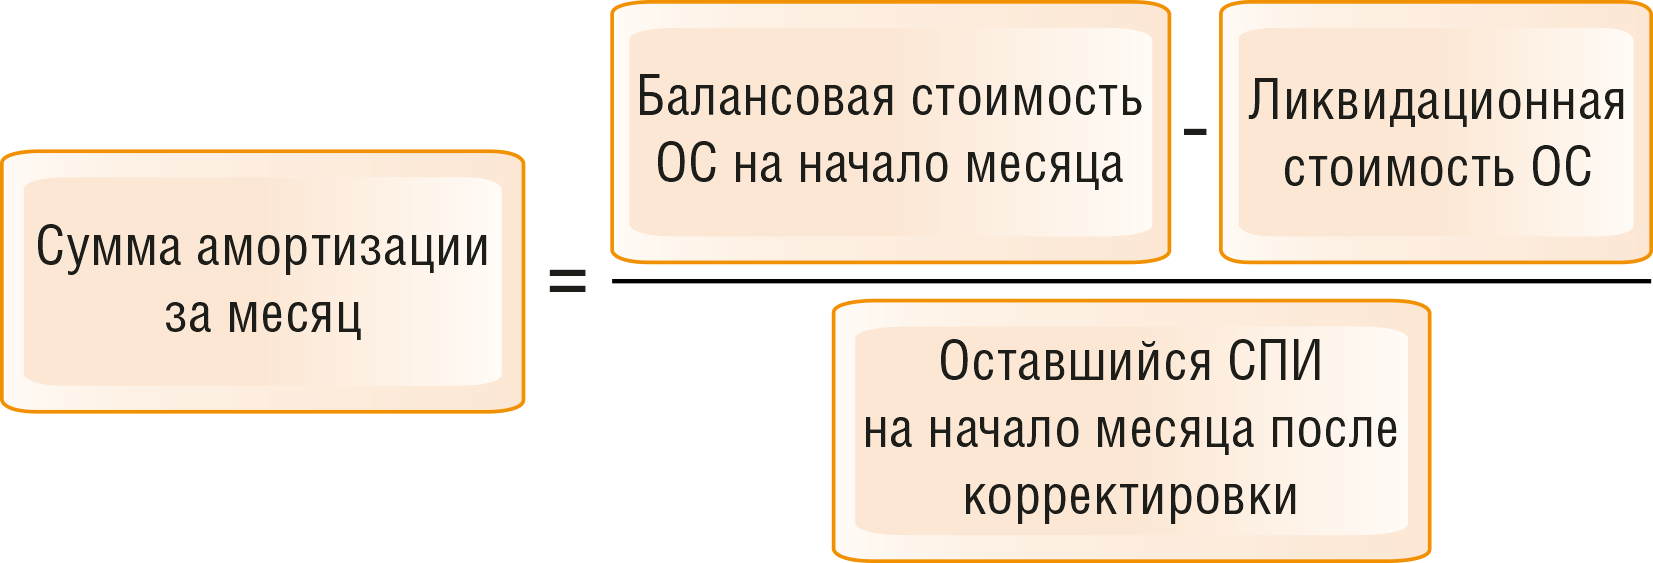 Сумма амортизации
за месяц
=
Балансовая стоимость
ОС на начало месяца
-
Ликвидационная
стоимость ОС
Оставшийся СПИ
на начало месяца после
корректировки